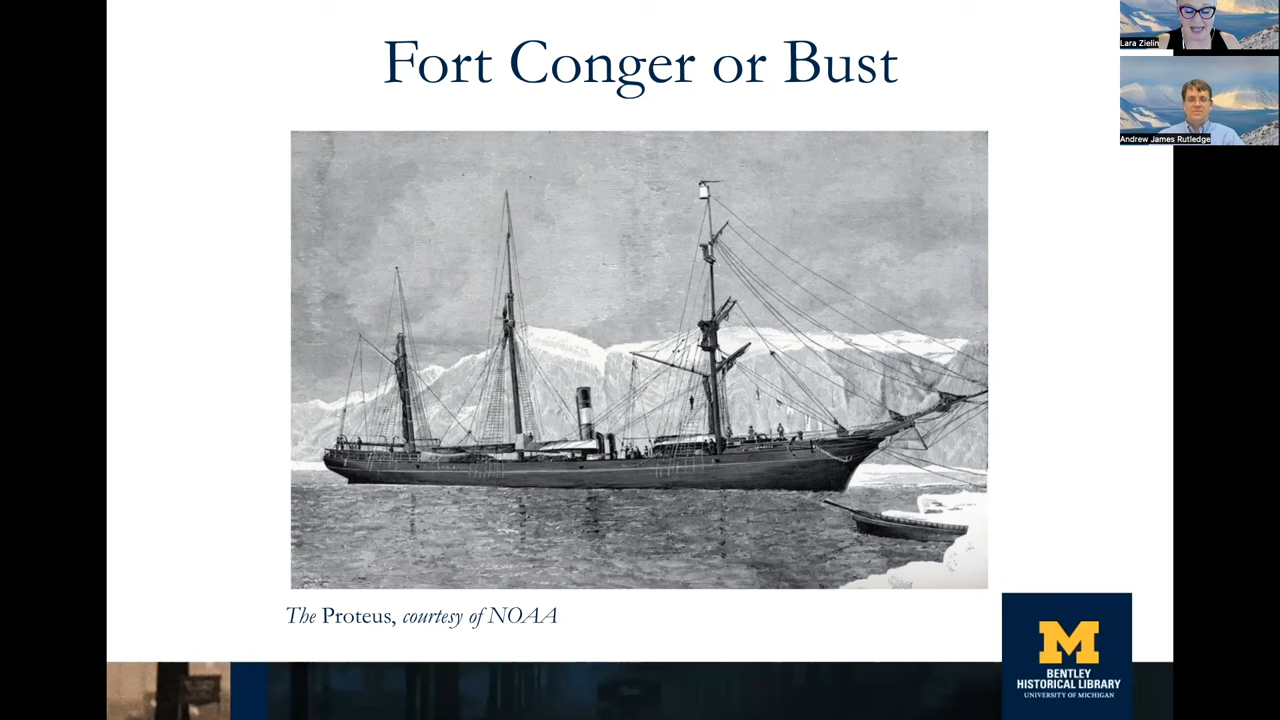 Fort Conger or Bust
Lara Zielin
Andrew James Rutledge
The Proteus, courtesy of NOAA
M
BENTLEY
HISTORICAL LIBRARY
UNIVERSITY OF MICHIGAN